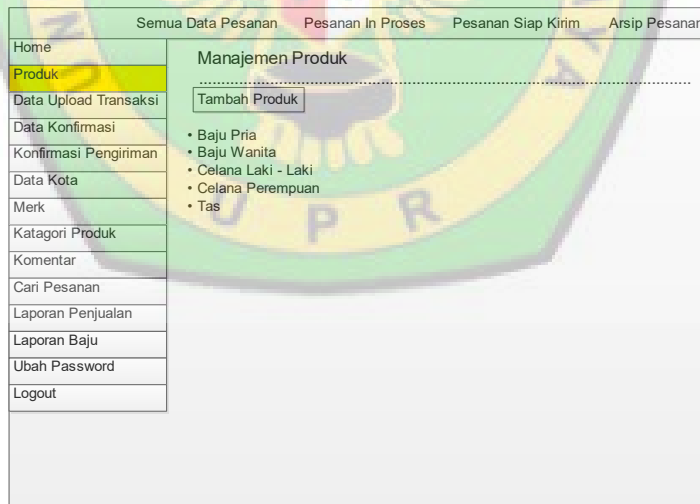 Semua Data Pesanan Pesanan In Proses Pesanan Siap Kirim Arsip Pesanan
Home
Produk
Data Upload Transaksi
Data Konfirmasi
Konfirmasi Pengiriman
Data Kota
Merk
Katagori Produk
Komentar
Cari Pesanan
Laporan Penjualan
Laporan Baju
Ubah Password
Logout
Manajemen Produk
Tambah Produk
• Baju Pria
• Baju Wanita
• Celana Laki - Laki
• Celana Perempuan
• Tas
U P R